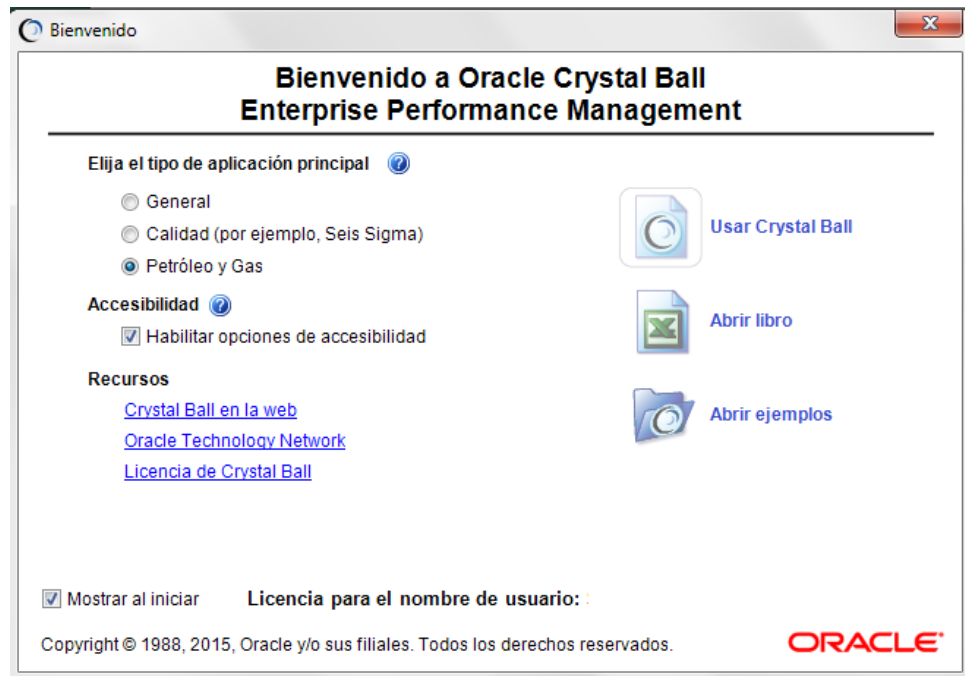 Bienvenido
Bienvenido a Oracle Crystal Ball
Enterprise Performance Management
Elija el tipo de aplicación principal
General
Calidad (por ejemplo, Seis Sigma)
Petróleo y Gas
Usar Crystal Ball
Accesibilidad
Habilitar opciones de accesibilidad
Abrir libro
Recursos
Crystal Ball en la web
Oracle Technology Network
Licencia de Crystal Ball
Abrir ejemplos
Mostrar al iniciar
Licencia para el nombre de usuario:
Copyright © 1988, 2015, Oracle y/o sus filiales. Todos los derechos reservados.
ORACLE